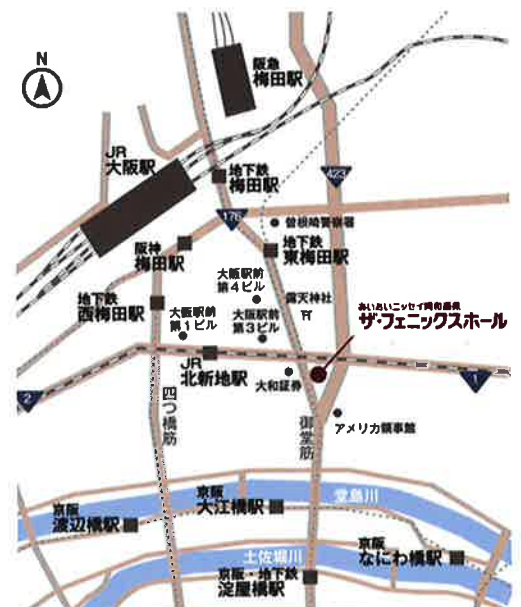 N
阪急
梅田駅
JR
大阪駅
地下鉄
梅田駅
423
176
曽根崎警察署
阪神
梅田駅
地下鉄
東梅田駅
大阪駅前
第4ビル
地下鉄
西梅田駅
大阪駅前
第1ビル
露天神社
大阪駅前
第3ビル
あいおいニッセイ同和損保
ザ・フェニックスホール
JR
北新地駅
大和証券
2
1
四つ橋筋
御堂筋
アメリカ領事館
京阪
渡辺橋駅
京阪
大江橋駅
堂島川
土佐堀川
京阪
なにわ橋駅
京阪・地下鉄
淀屋橋駅